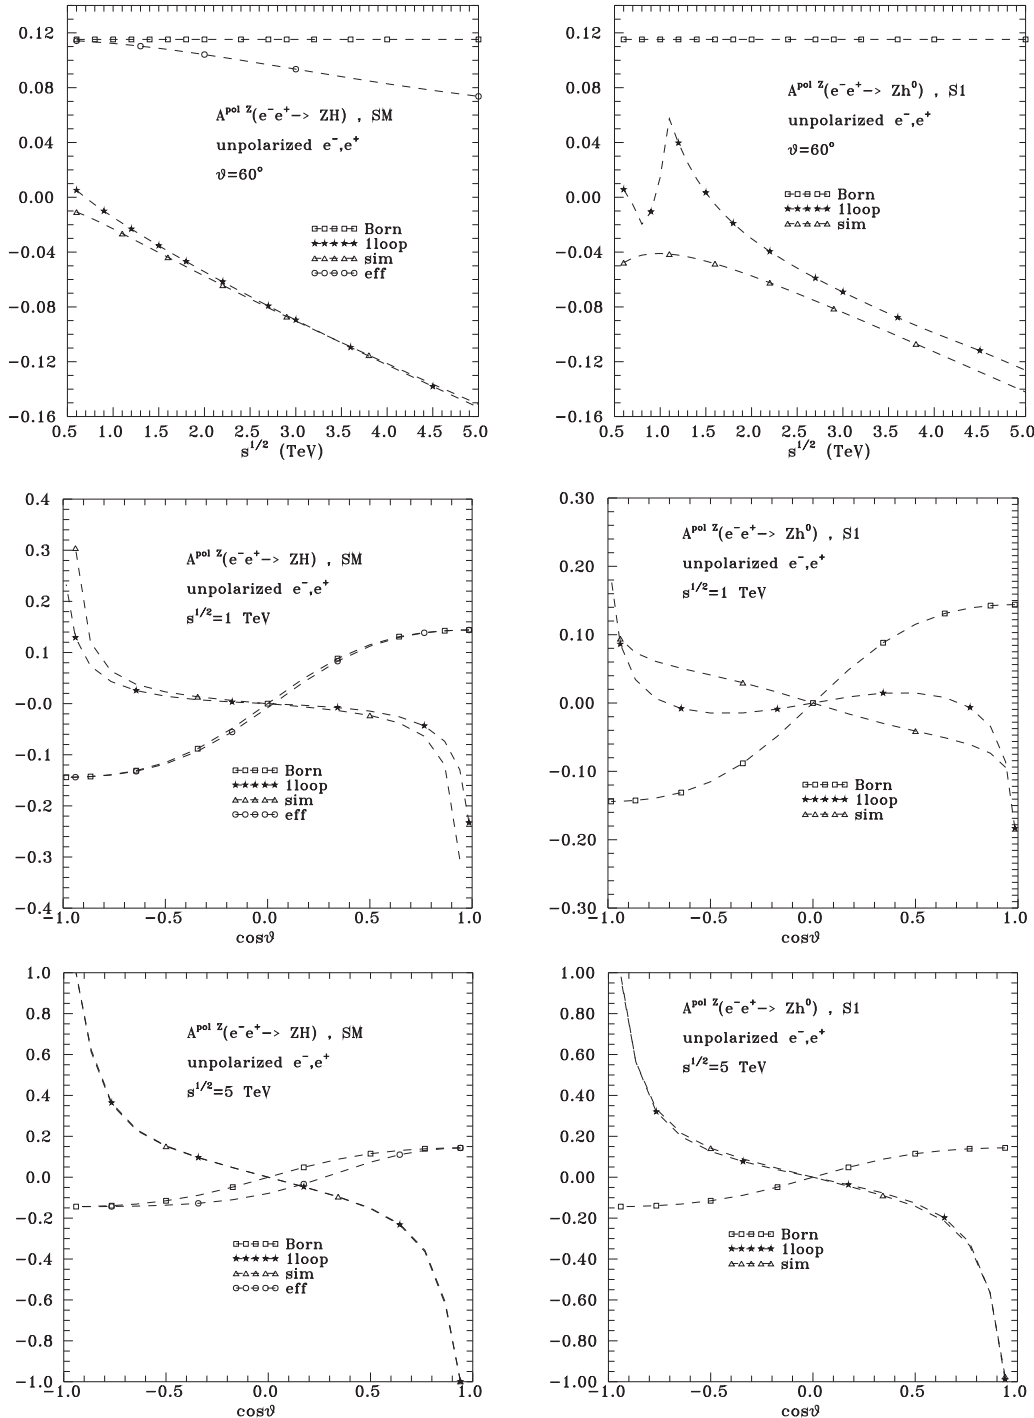 0.12
0.08
0.04
0.00
−0.04
−0.08
−0.12
−0.16
A^pol Z(e⁻e⁺−> ZH) , SM
unpolarized e⁻,e⁺
ϑ=60°
Born
1loop
sim
eff
0.5 1.0 1.5 2.0 2.5 3.0 3.5 4.0 4.5 5.0
s^1/2 (TeV)
0.12
0.08
0.04
0.00
−0.04
−0.08
−0.12
−0.16
A^pol Z(e⁻e⁺−> Zh⁰) , S1
unpolarized e⁻,e⁺
ϑ=60°
Born
1loop
sim
0.5 1.0 1.5 2.0 2.5 3.0 3.5 4.0 4.5 5.0
s^1/2 (TeV)
0.4
0.3
0.2
0.1
−0.0
−0.1
−0.2
−0.3
−0.4
A^pol Z(e⁻e⁺−> ZH) , SM
unpolarized e⁻,e⁺
s^1/2=1 TeV
Born
1loop
sim
eff
−1.0 −0.5 0.0 0.5 1.0
cosϑ
0.30
0.20
0.10
0.00
−0.10
−0.20
−0.30
A^pol Z(e⁻e⁺−> Zh⁰) , S1
unpolarized e⁻,e⁺
s^1/2=1 TeV
Born
1loop
sim
−1.0 −0.5 0.0 0.5 1.0
cosϑ
1.0
0.8
0.6
0.4
0.2
0.0
−0.2
−0.4
−0.6
−0.8
−1.0
A^pol Z(e⁻e⁺−> ZH) , SM
unpolarized e⁻,e⁺
s^1/2=5 TeV
Born
1loop
sim
eff
−1.0 −0.5 0.0 0.5 1.0
cosϑ
1.00
0.80
0.60
0.40
0.20
0.00
−0.20
−0.40
−0.60
−0.80
−1.00
A^pol Z(e⁻e⁺−> Zh⁰) , S1
unpolarized e⁻,e⁺
s^1/2=5 TeV
Born
1loop
sim
−1.0 −0.5 0.0 0.5 1.0
cosϑ